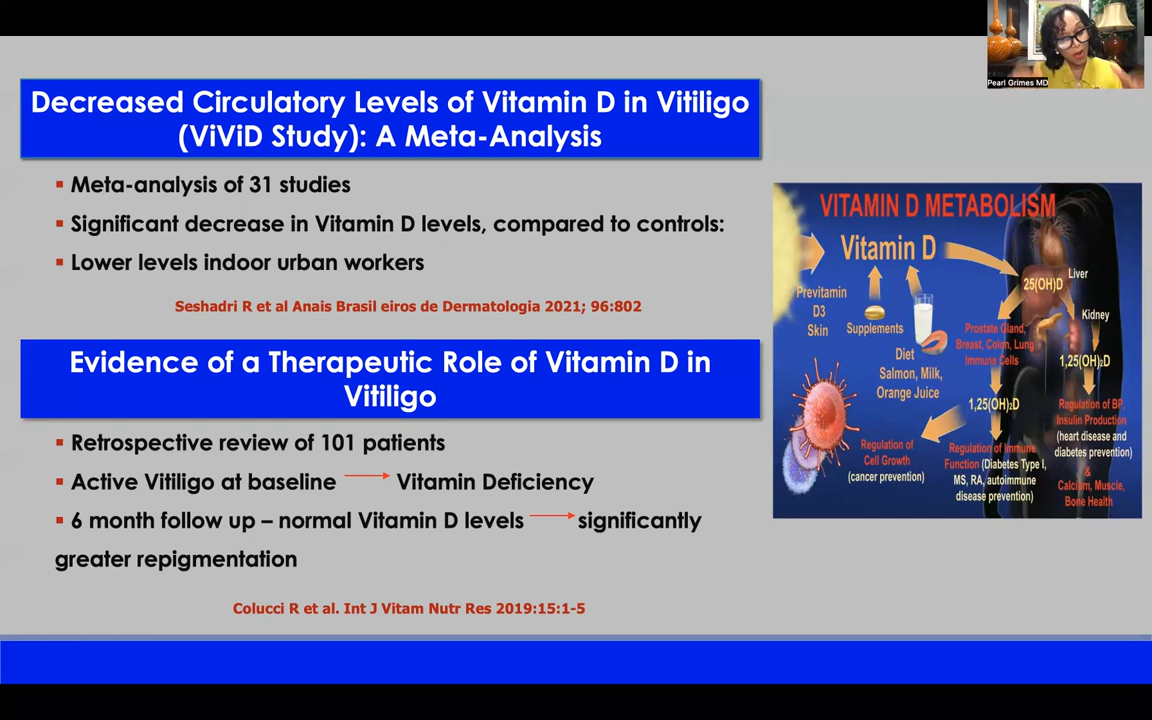 Pearl Grimes MD
Decreased Circulatory Levels of Vitamin D in Vitiligo
(ViViD Study): A Meta-Analysis
▪ Meta-analysis of 31 studies
▪ Significant decrease in Vitamin D levels, compared to controls:
▪ Lower levels indoor urban workers
Seshadri R et al Anais Brasil eiros de Dermatologia 2021; 96:802
Evidence of a Therapeutic Role of Vitamin D in
Vitiligo
▪ Retrospective review of 101 patients
▪ Active Vitiligo at baseline → Vitamin Deficiency
▪ 6 month follow up – normal Vitamin D levels → significantly
greater repigmentation
Colucci R et al. Int J Vitam Nutr Res 2019:15:1-5
VITAMIN D METABOLISM
Vitamin D
Previtamin
D3
Skin
Supplements
Diet
Salmon, Milk,
Orange Juice
Liver
25(OH)D
Kidney
Prostate Gland,
Breast, Colon, Lung
Immune Cells
1,25(OH)₂D
1,25(OH)₂D
Regulation of
Cell Growth
(cancer prevention)
Regulation of Immune
Function (Diabetes Type I,
MS, RA, autoimmune
disease prevention)
Regulation of BP
Insulin Production
(heart disease and
diabetes prevention)
&
Calcium, Muscle,
Bone Health